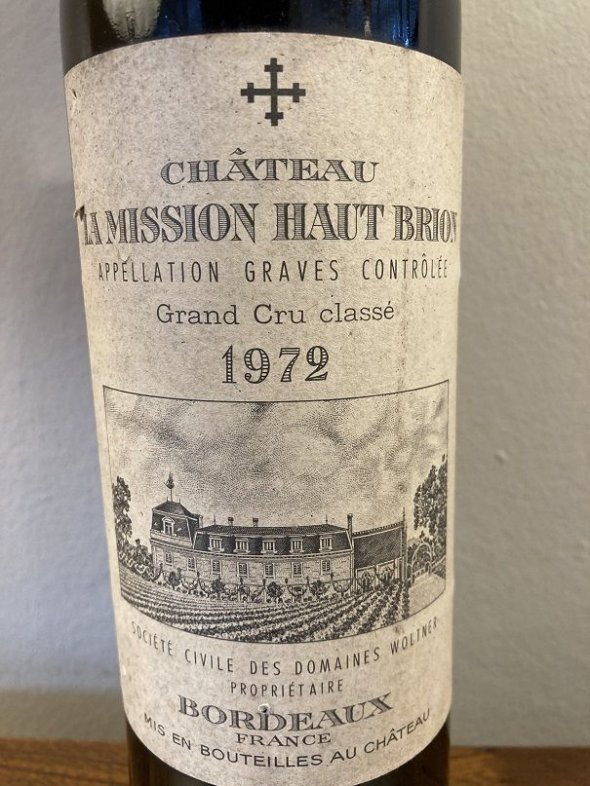 CHÂTEAU
LA MISSION HAUT BRION
APPELLATION GRAVES CONTRÔLÉE
Grand Cru classé
1972
SOCIÉTÉ CIVILE DES DOMAINES WOLTNER
PROPRIÉTAIRE
BORDEAUX
FRANCE
MIS EN BOUTEILLES AU CHÂTEAU